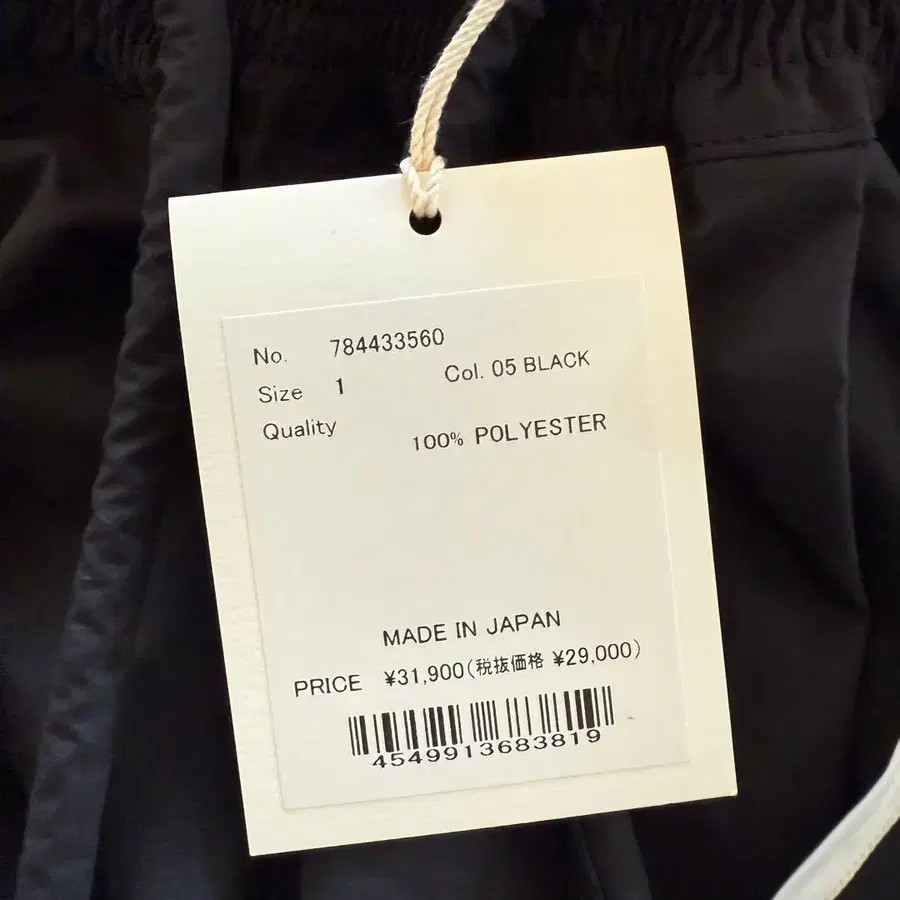 No. 784433560
Size 1 Col. 05 BLACK
Quality 100% POLYESTER
MADE IN JAPAN
PRICE ¥31,900(税抜価格 ¥29,000)
4549913683819